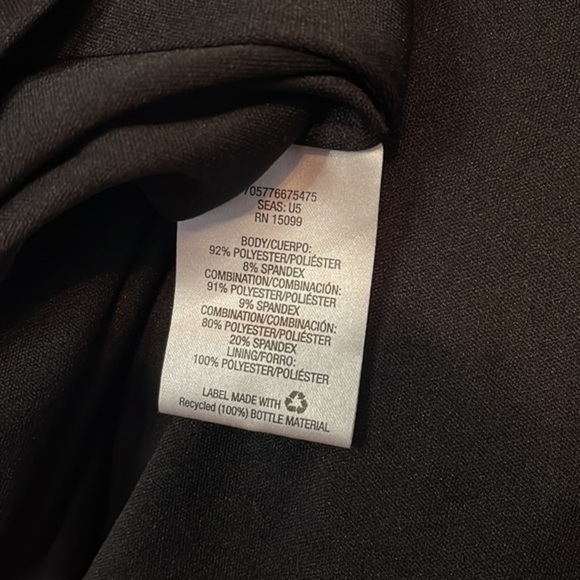 705776675475
SEAS: U5
RN 15099
BODY/CUERPO:
92% POLYESTER/POLIÉSTER
8% SPANDEX
COMBINATION/COMBINACIÓN:
91% POLYESTER/POLIÉSTER
9% SPANDEX
COMBINATION/COMBINACIÓN:
80% POLYESTER/POLIÉSTER
20% SPANDEX
LINING/FORRO:
100% POLYESTER/POLIÉSTER
LABEL MADE WITH
Recycled (100%) BOTTLE MATERIAL